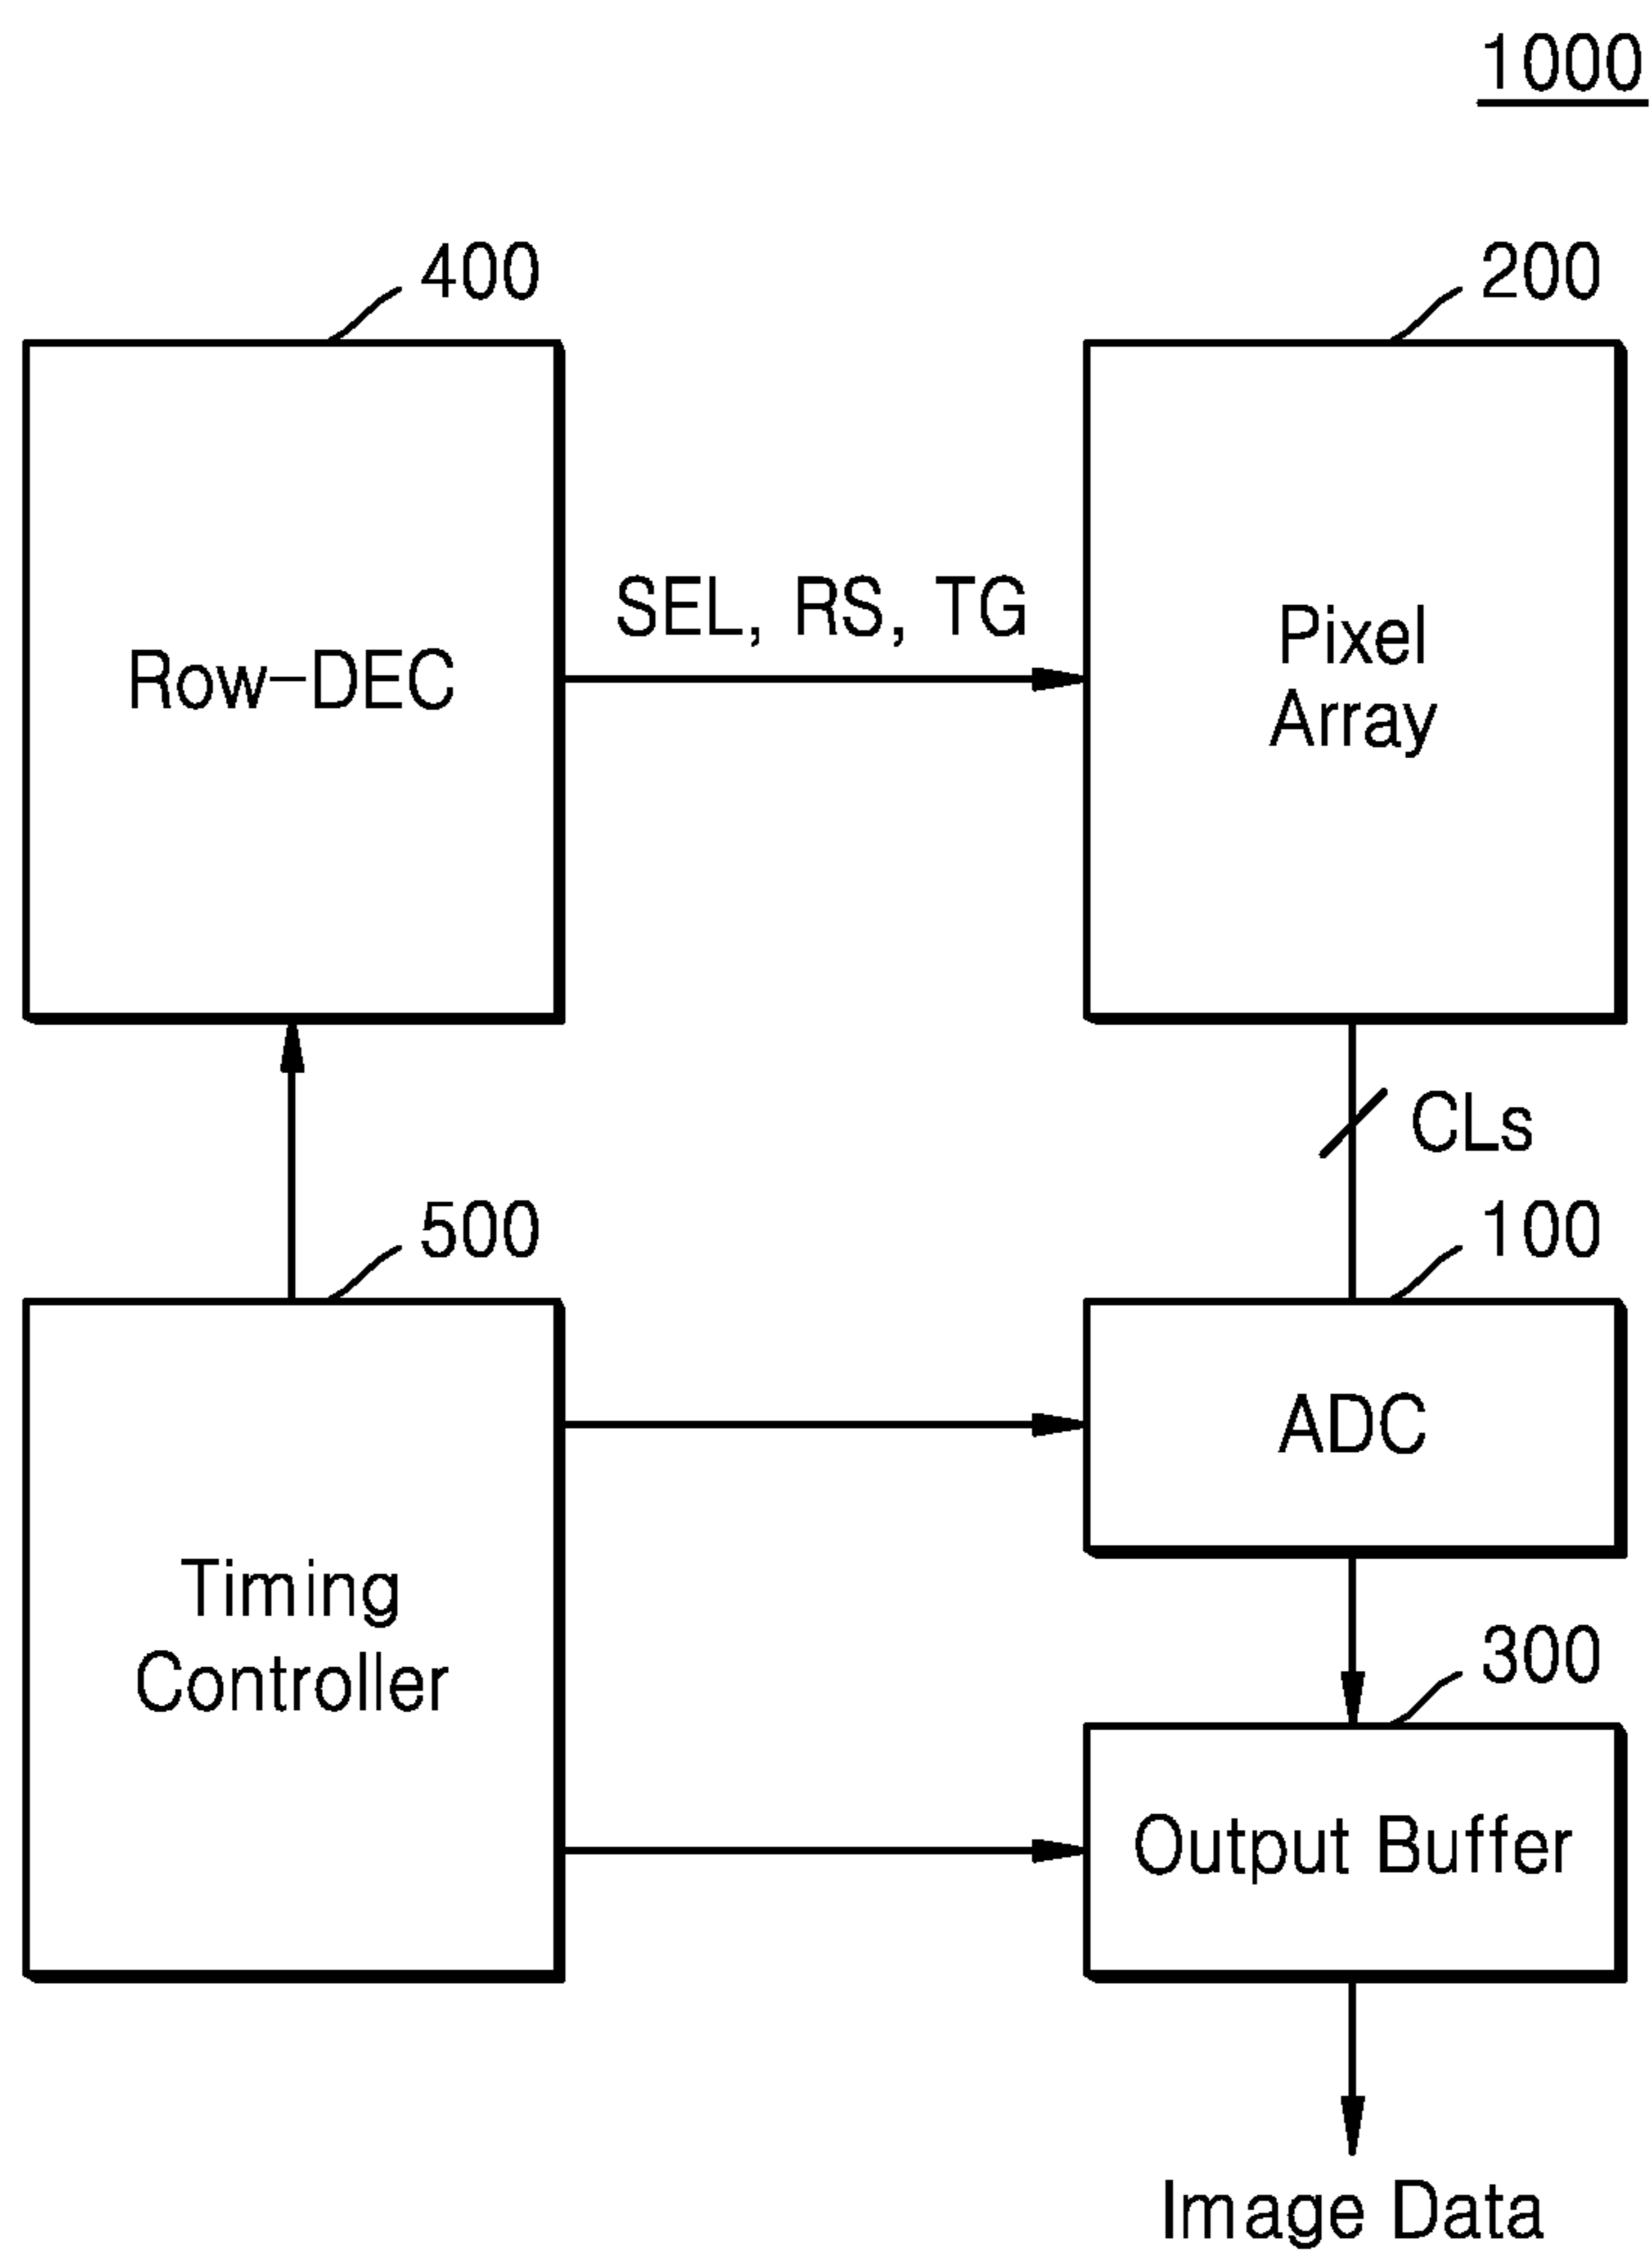 1000
400
200
Row-DEC
SEL, RS, TG
Pixel
Array
CLs
500
100
Timing
Controller
ADC
300
Output Buffer
Image Data